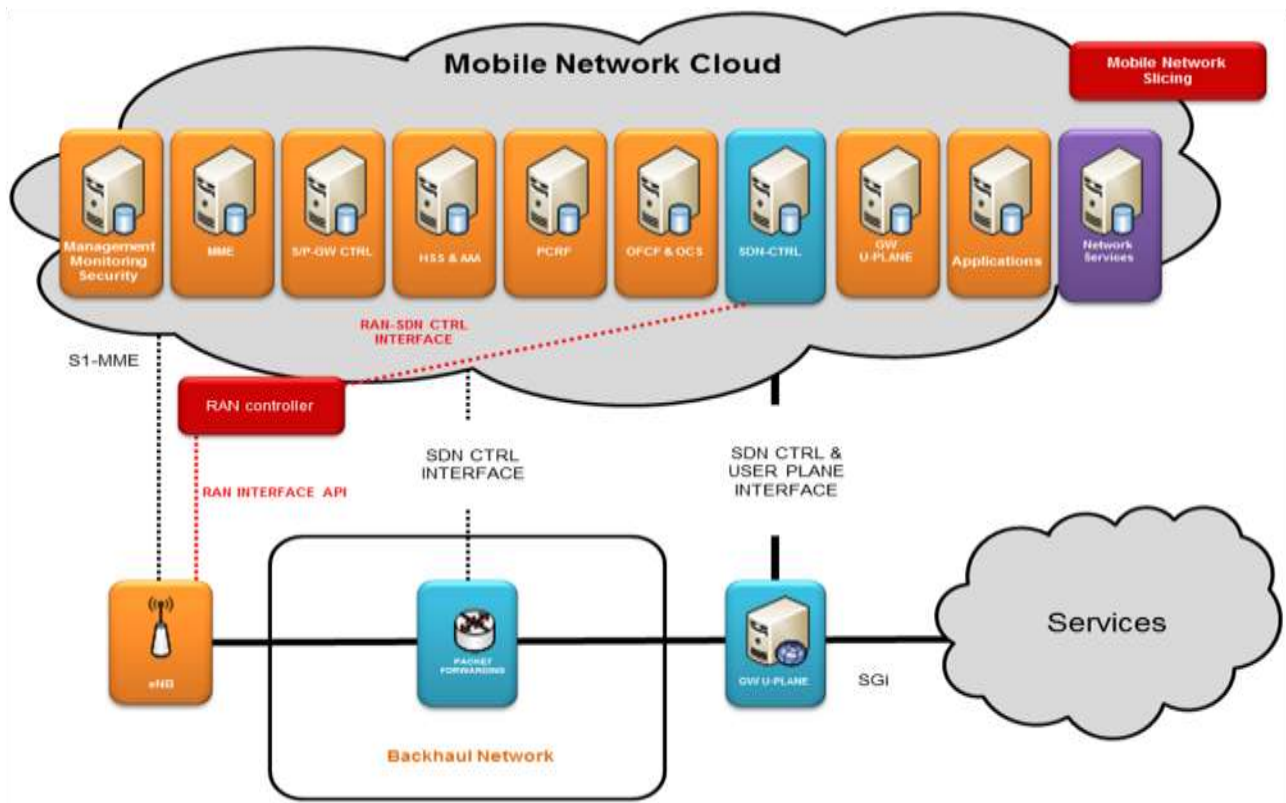 Mobile Network Cloud
Mobile Network
Slicing
Management
Monitoring
Security
MME
S/P-GW CTRL
HSS & AAA
PCRF
OFCF & OCS
SDN-CTRL
GW
U-PLANE
Applications
Network
Services
RAN-SDN CTRL
INTERFACE
S1-MME
RAN controller
SDN CTRL
INTERFACE
SDN CTRL &
USER PLANE
INTERFACE
RAN INTERFACE API
eNB
PACKET
FORWARDING
GW U-PLANE
SGi
Services
Backhaul Network